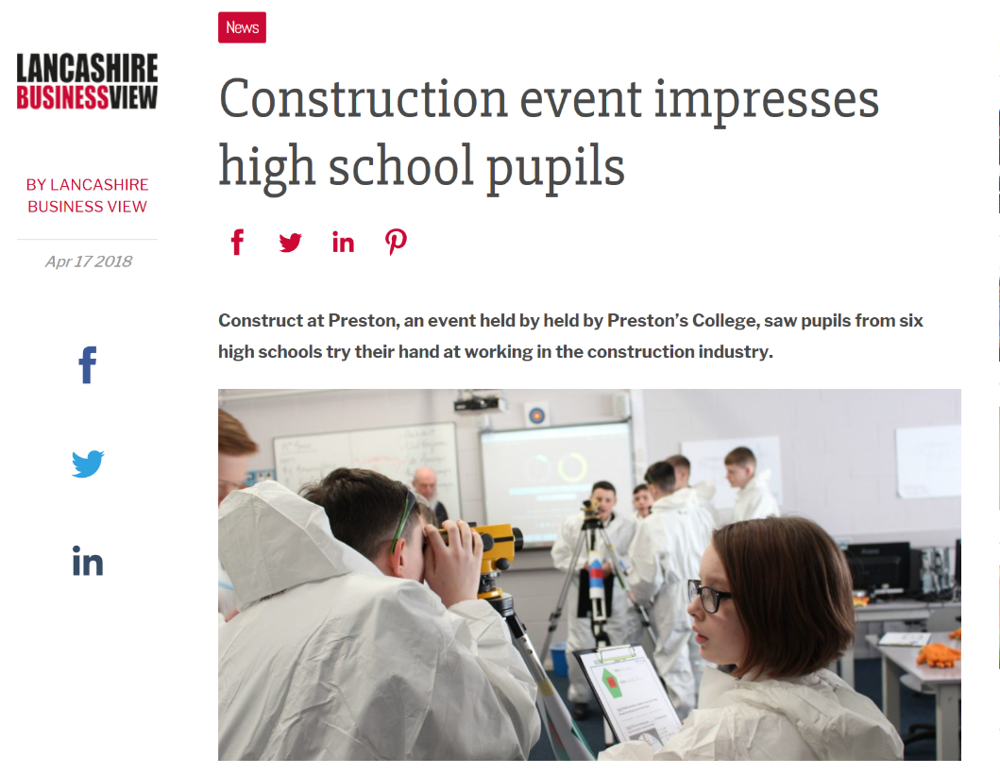 News
LANCASHIRE
BUSINESSVIEW
Construction event impresses
high school pupils
BY LANCASHIRE
BUSINESS VIEW
Apr 17 2018
Construct at Preston, an event held by held by Preston’s College, saw pupils from six
high schools try their hand at working in the construction industry.